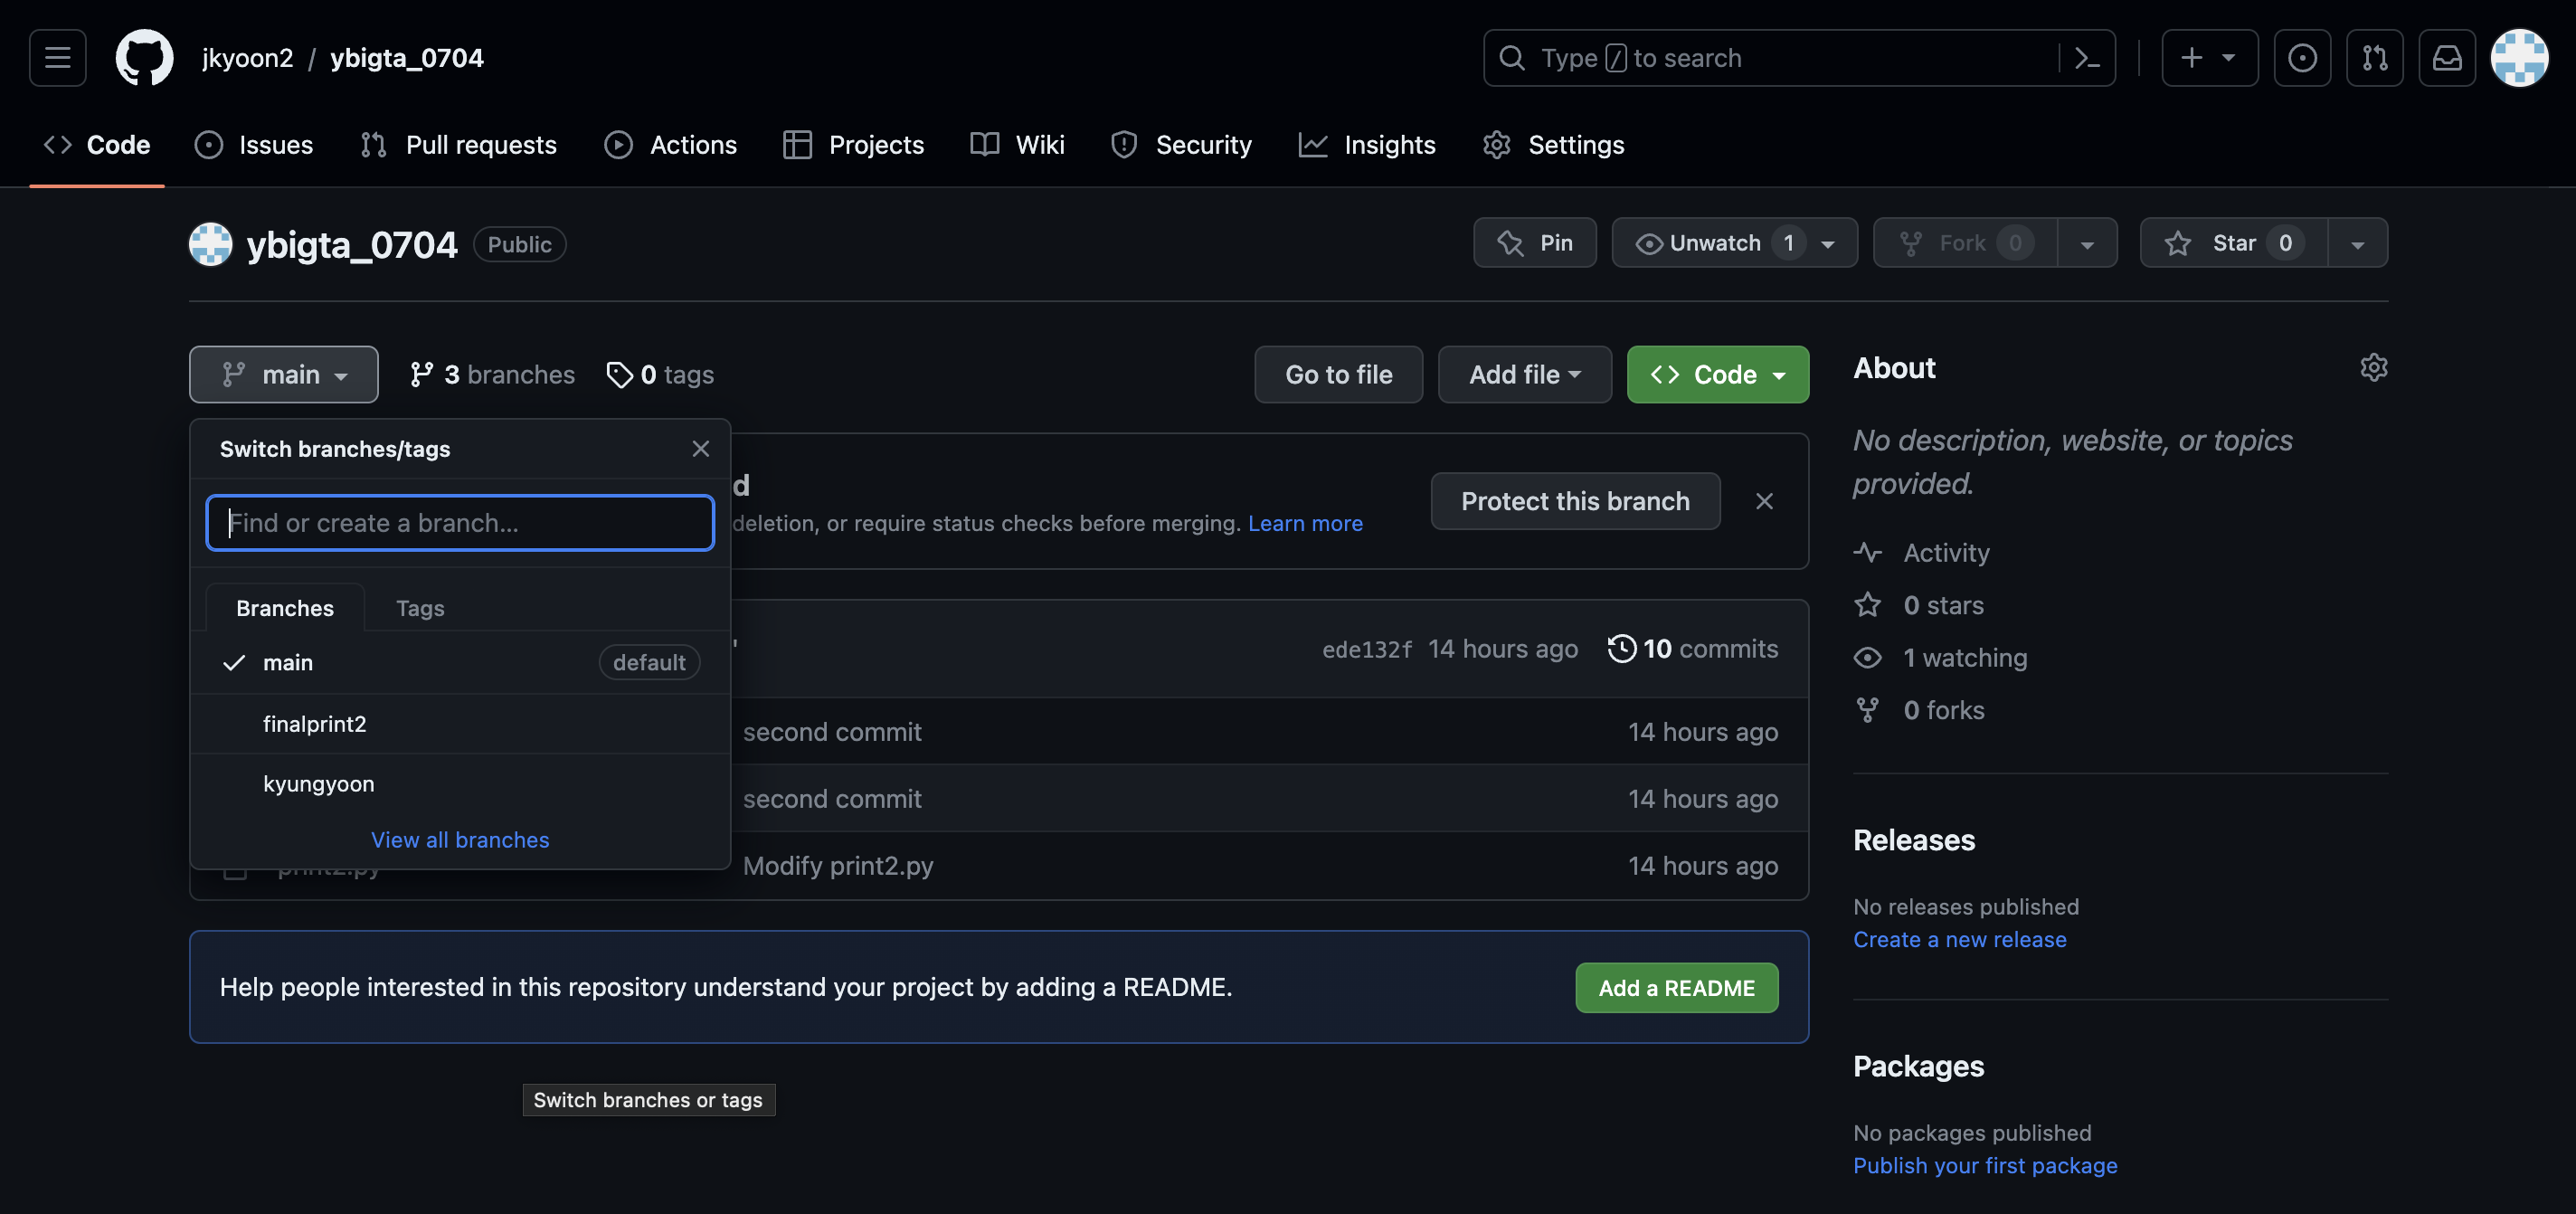 jkyoon2 / ybigta_0704
Type / to search
Code
Issues
Pull requests
Actions
Projects
Wiki
Security
Insights
Settings
ybigta_0704 Public
Pin
Unwatch 1
Fork 0
Star 0
main
3 branches
0 tags
Go to file
Add file
Code
Switch branches/tags
Find or create a branch...
Branches
Tags
main default
finalprint2
kyungyoon
View all branches
d
deletion, or require status checks before merging. Learn more
Protect this branch
' ede132f 14 hours ago 10 commits
second commit 14 hours ago
second commit 14 hours ago
print2.py Modify print2.py 14 hours ago
Help people interested in this repository understand your project by adding a README.
Add a README
Switch branches or tags
About
No description, website, or topics
provided.
Activity
0 stars
1 watching
0 forks
Releases
No releases published
Create a new release
Packages
No packages published
Publish your first package